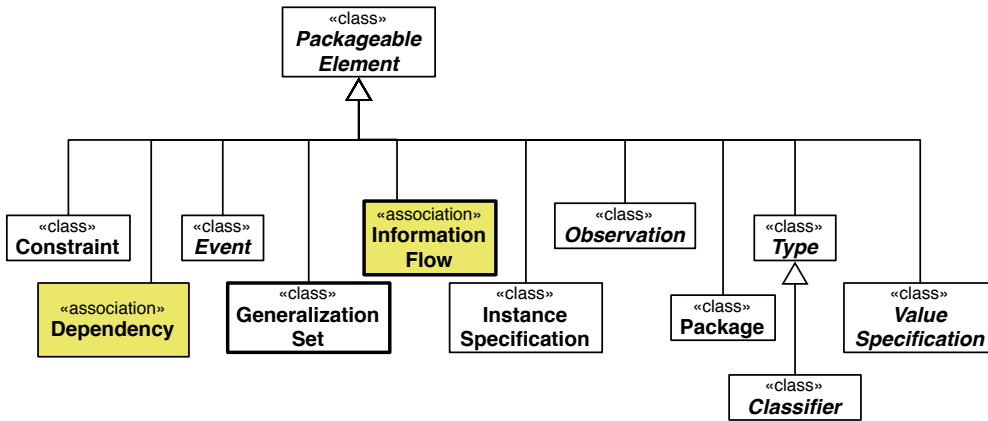 «class»
Packageable
Element
«class»
Constraint
«class»
Event
«association»
Information
Flow
«class»
Observation
«class»
Type
«association»
Dependency
«class»
Generalization
Set
«class»
Instance
Specification
«class»
Package
«class»
Value
Specification
«class»
Classifier